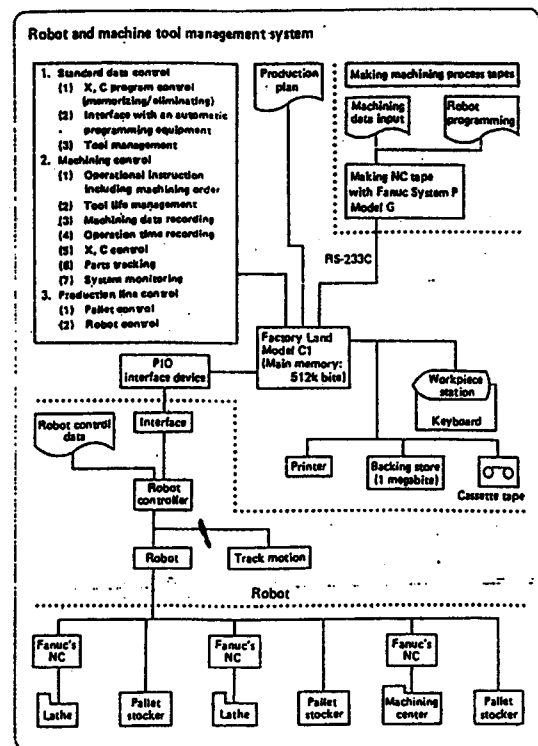 Robot and machine tool management system
1. Standard data control
(1) X, C program control
(memorizing/eliminating)
(2) Interface with an automatic
programming equipment
(3) Tool management
2. Machining control
(1) Operational instruction
including machining order
(2) Tool life management
(3) Machining data recording
(4) Operation time recording
(5) X, C control
(6) Parts tracking
(7) System monitoring
3. Production line control
(1) Pallet control
(2) Robot control
Production
plan
Making machining process tapes
Machining
data input
Robot
programming
Making NC tape
with Fanuc System P
Model G
RS-233C
Factory Land
Model C1
(Main memory:
512k bite)
PIO
interface device
Workpiece
station
Keyboard
Robot control
data
Interface
Printer
Backing store
(1 megabite)
Cassette tape
Robot
controller
Robot
Track motion
Robot
Fanuc's
NC
Fanuc's
NC
Fanuc's
NC
Lathe
Pallet
stocker
Lathe
Pallet
stocker
Machining
center
Pallet
stocker